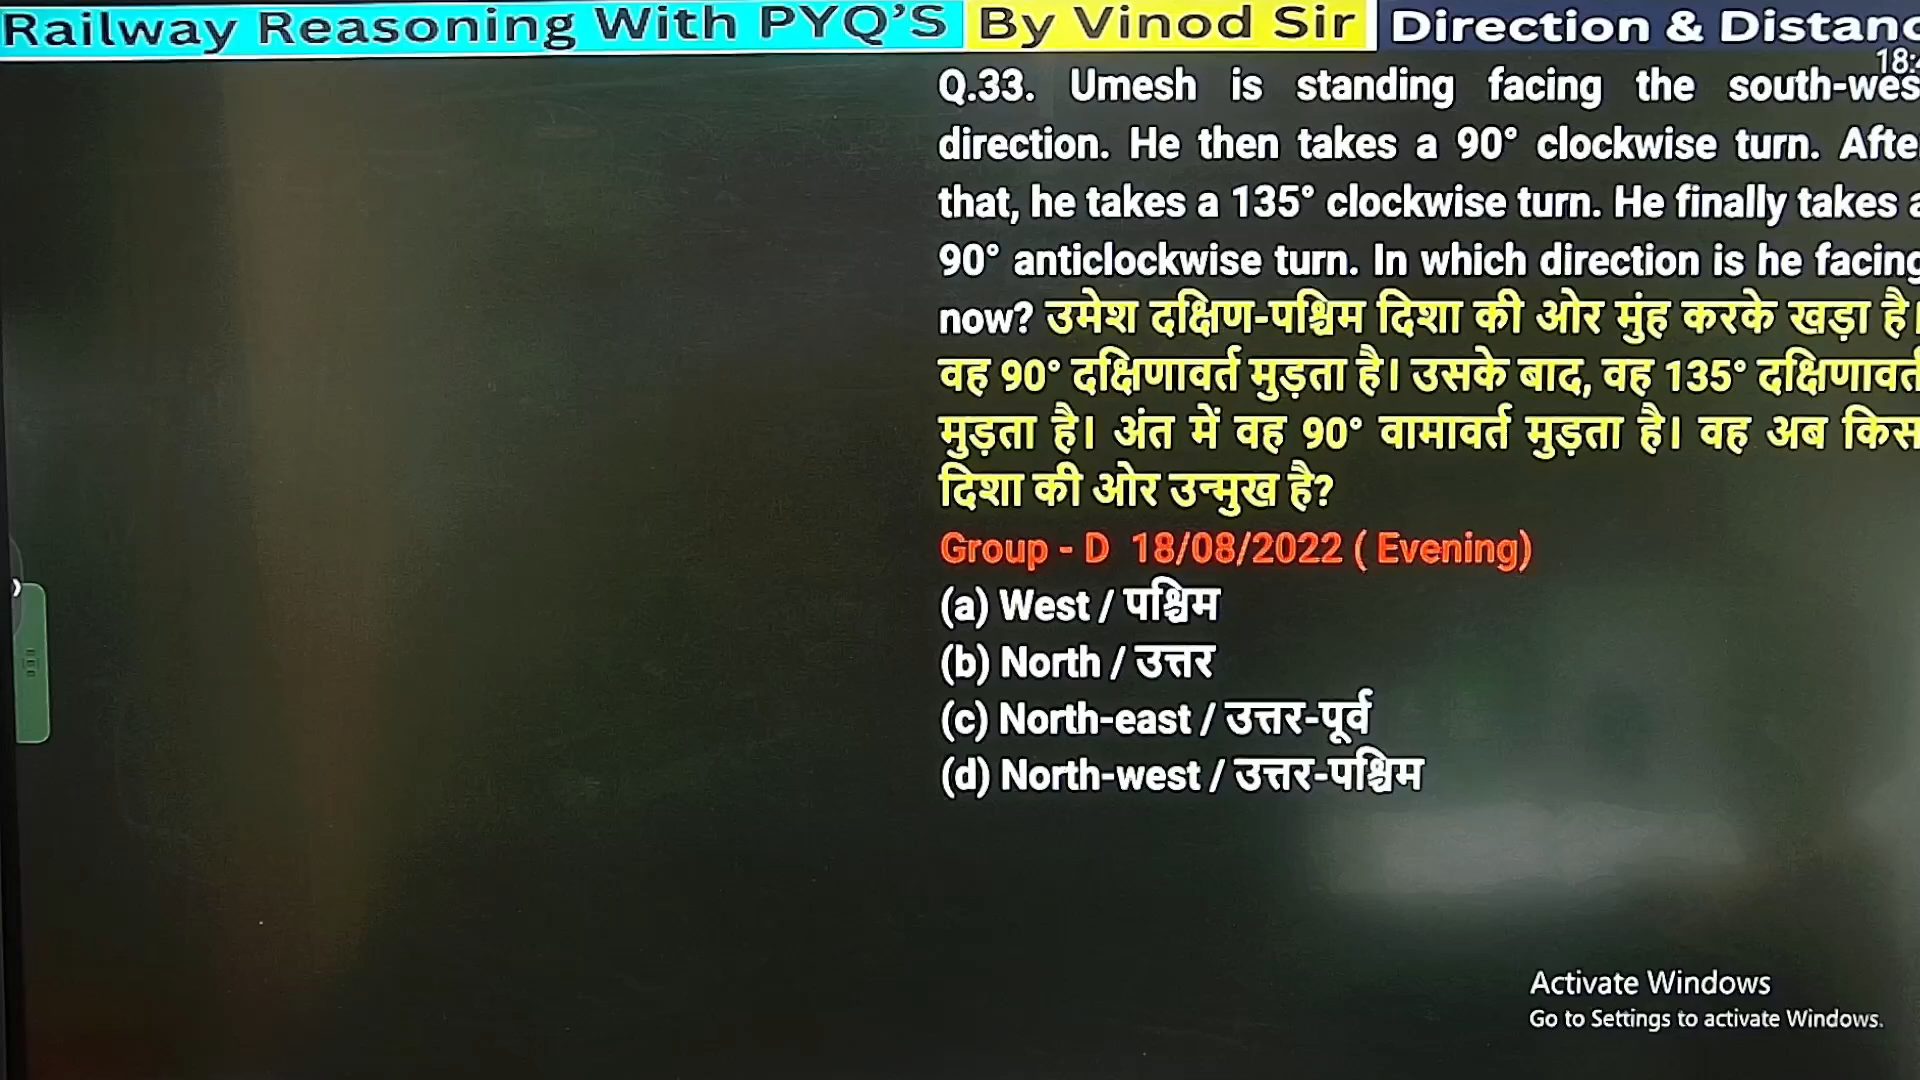 Railway Reasoning With PYQ'S By Vinod Sir Direction & Distanc
18:
Q.33. Umesh is standing facing the south-wes
direction. He then takes a 90° clockwise turn. Afte
that, he takes a 135° clockwise turn. He finally takes a
90° anticlockwise turn. In which direction is he facing
now? उमेश दक्षिण-पश्चिम दिशा की ओर मुंह करके खड़ा है।
वह 90° दक्षिणावर्त मुड़ता है। उसके बाद, वह 135° दक्षिणावर्त
मुड़ता है। अंत में वह 90° वामावर्त मुड़ता है। वह अब किस
दिशा की ओर उन्मुख है?
Group - D 18/08/2022 ( Evening)
(a) West / पश्चिम
(b) North / उत्तर
(c) North-east / उत्तर-पूर्व
(d) North-west / उत्तर-पश्चिम
Activate Windows
Go to Settings to activate Windows.